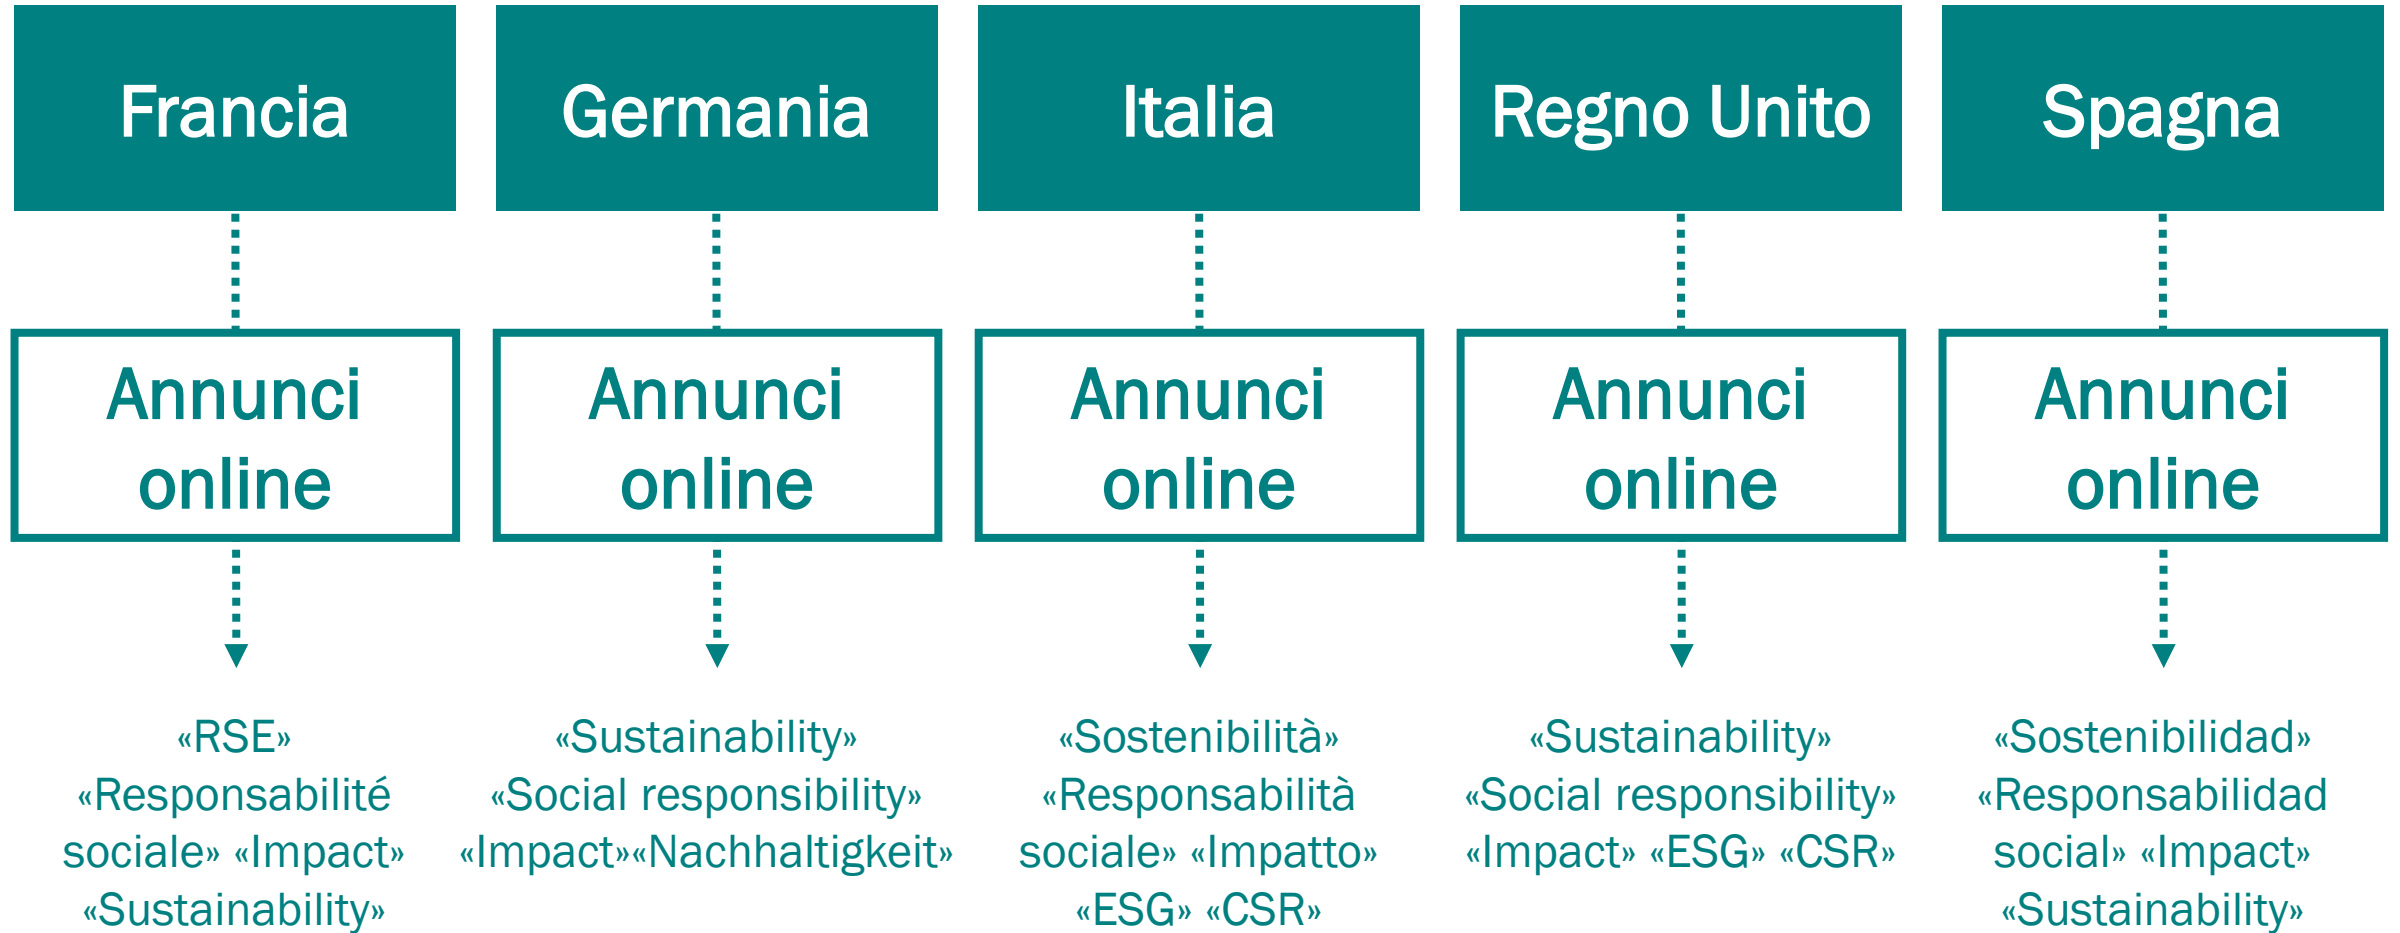 Francia
Germania
Italia
Regno Unito
Spagna
Annunci
online
Annunci
online
Annunci
online
Annunci
online
Annunci
online
«RSE»
«Responsabilité
sociale» «Impact»
«Sustainability»
«Sustainability»
«Social responsibility»
«Impact»«Nachhaltigkeit»
«Sostenibilità»
«Responsabilità
sociale» «Impatto»
«ESG» «CSR»
«Sustainability»
«Social responsibility»
«Impact» «ESG» «CSR»
«Sostenibilidad»
«Responsabilidad
social» «Impact»
«Sustainability»